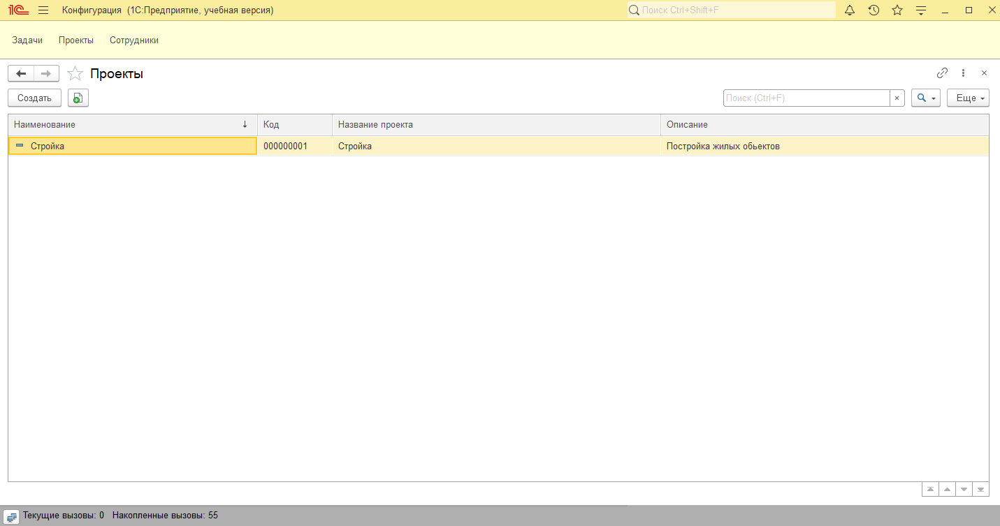 1С Конфигурация (1С:Предприятие, учебная версия) Поиск Ctrl+Shift+F
Задачи Проекты Сотрудники
Проекты
Создать Поиск (Ctrl+F) × Еще
Наименование ↓ Код Название проекта Описание
Стройка 000000001 Стройка Постройка жилых обьектов
Текущие вызовы: 0 Накопленные вызовы: 55